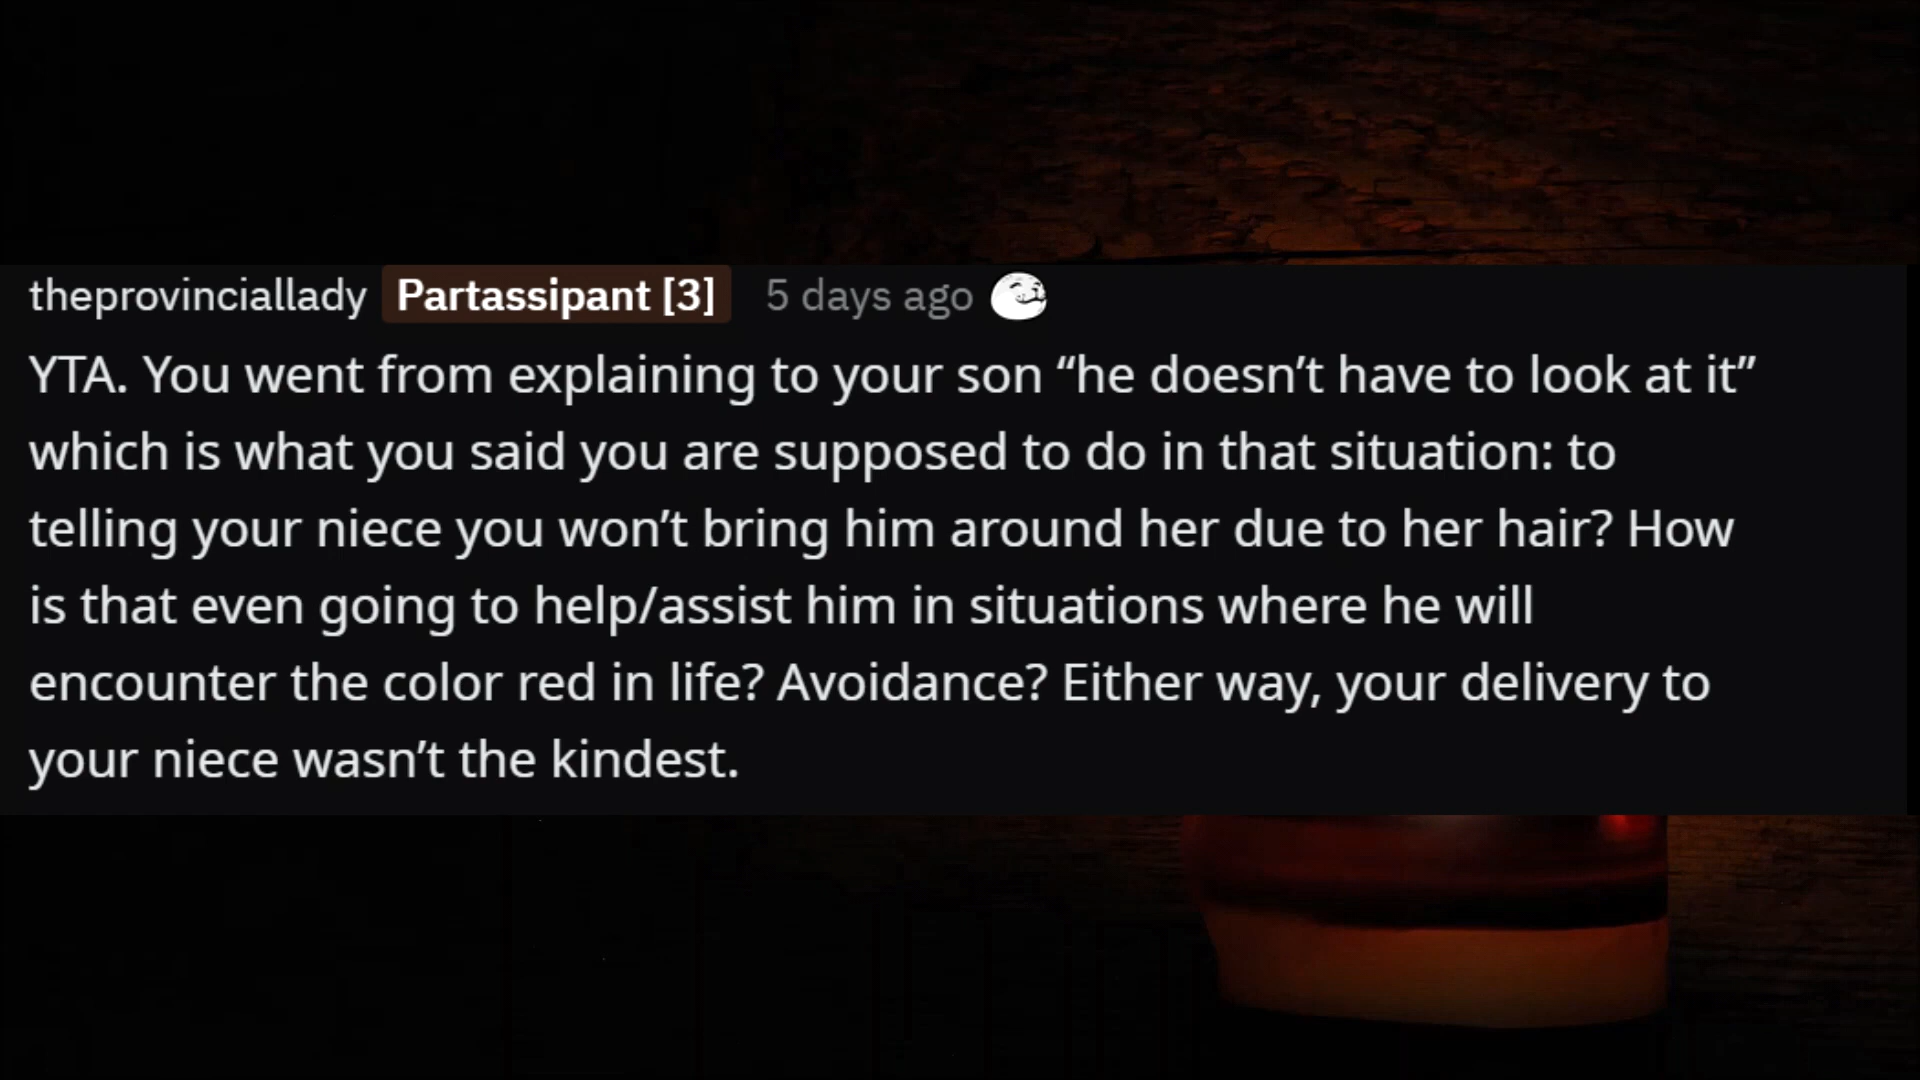 theprovinciallady Partassipant [3] 5 days ago
YTA. You went from explaining to your son “he doesn’t have to look at it”
which is what you said you are supposed to do in that situation: to
telling your niece you won’t bring him around her due to her hair? How
is that even going to help/assist him in situations where he will
encounter the color red in life? Avoidance? Either way, your delivery to
your niece wasn’t the kindest.